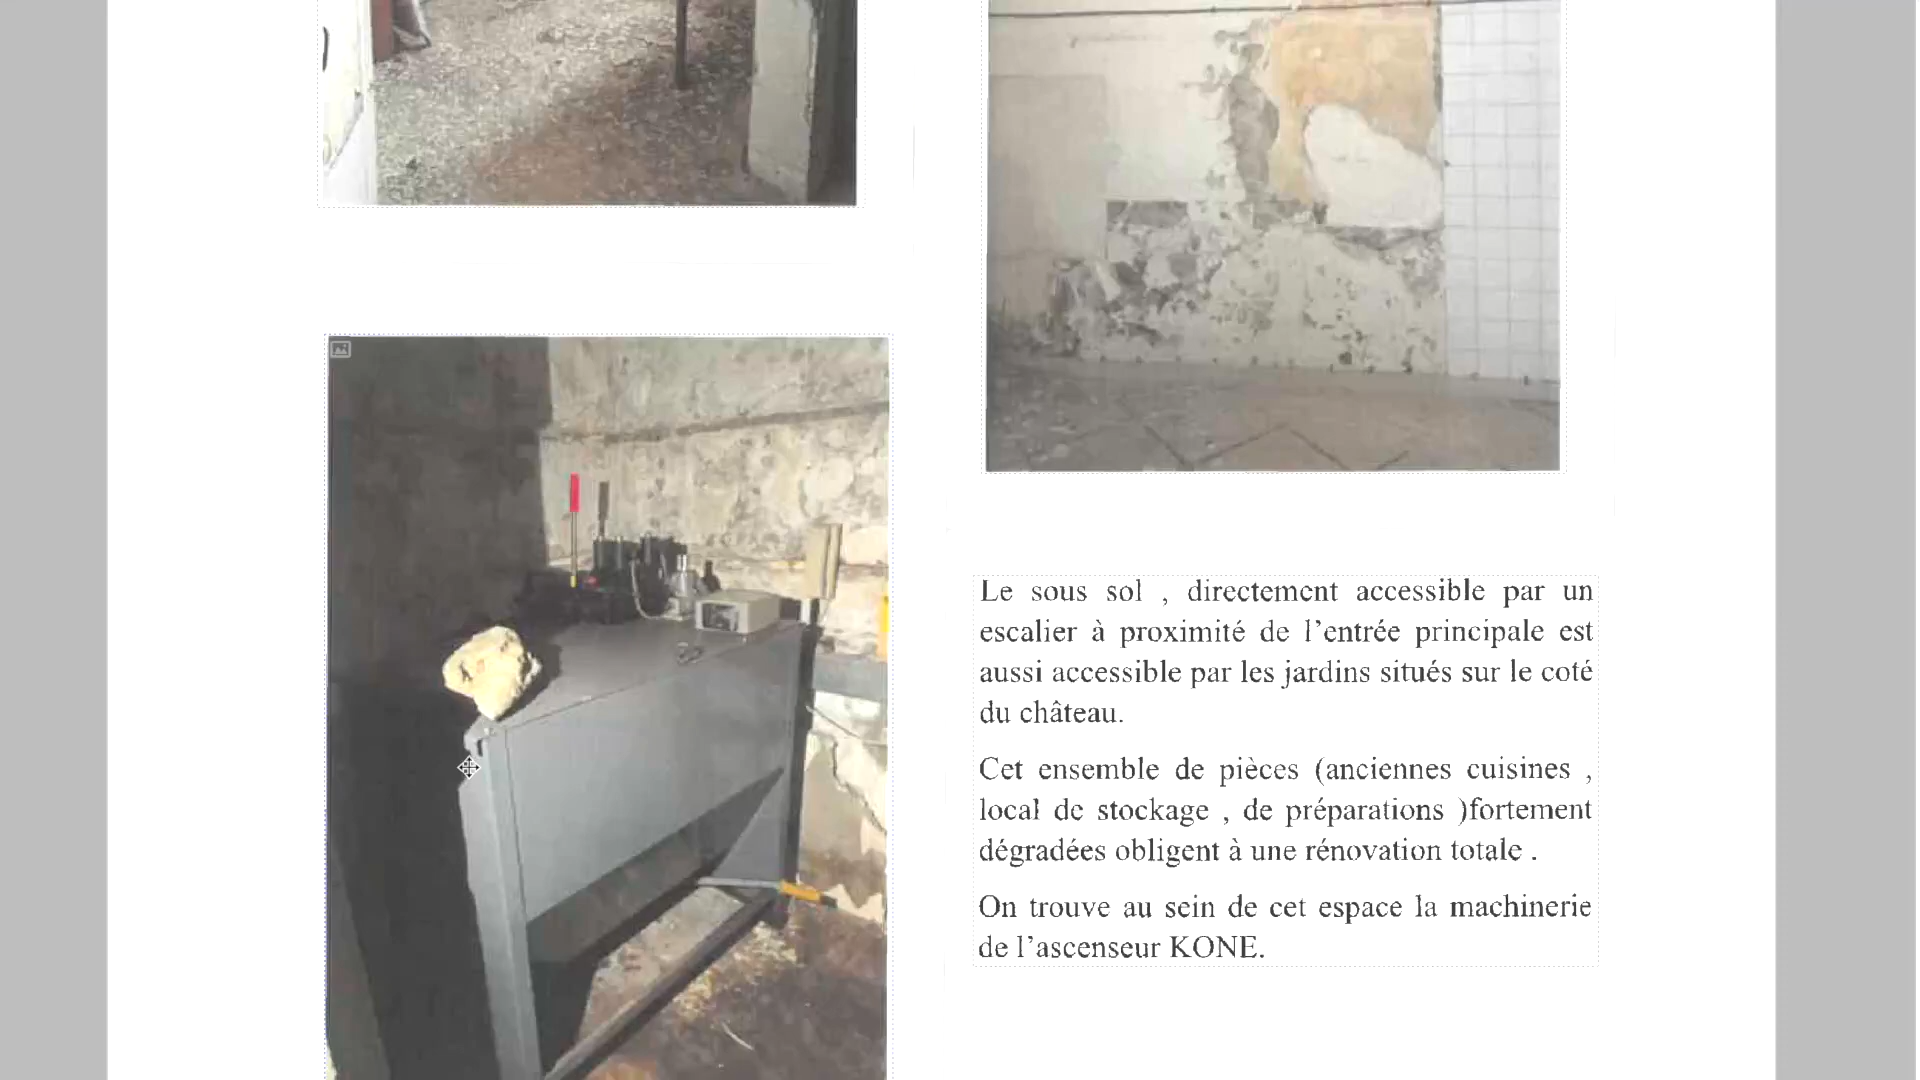 Le sous sol , directement accessible par un
escalier à proximité de l’entrée principale est
aussi accessible par les jardins situés sur le coté
du château.
Cet ensemble de pièces (anciennes cuisines ,
local de stockage , de préparations )fortement
dégradées obligent à une rénovation totale .
On trouve au sein de cet espace la machinerie
de l’ascenseur KONE.